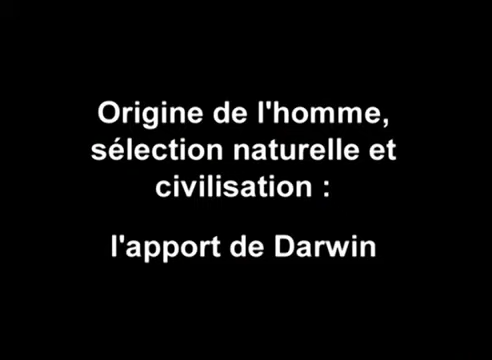 Origine de l'homme,
sélection naturelle et
civilisation :
l'apport de Darwin